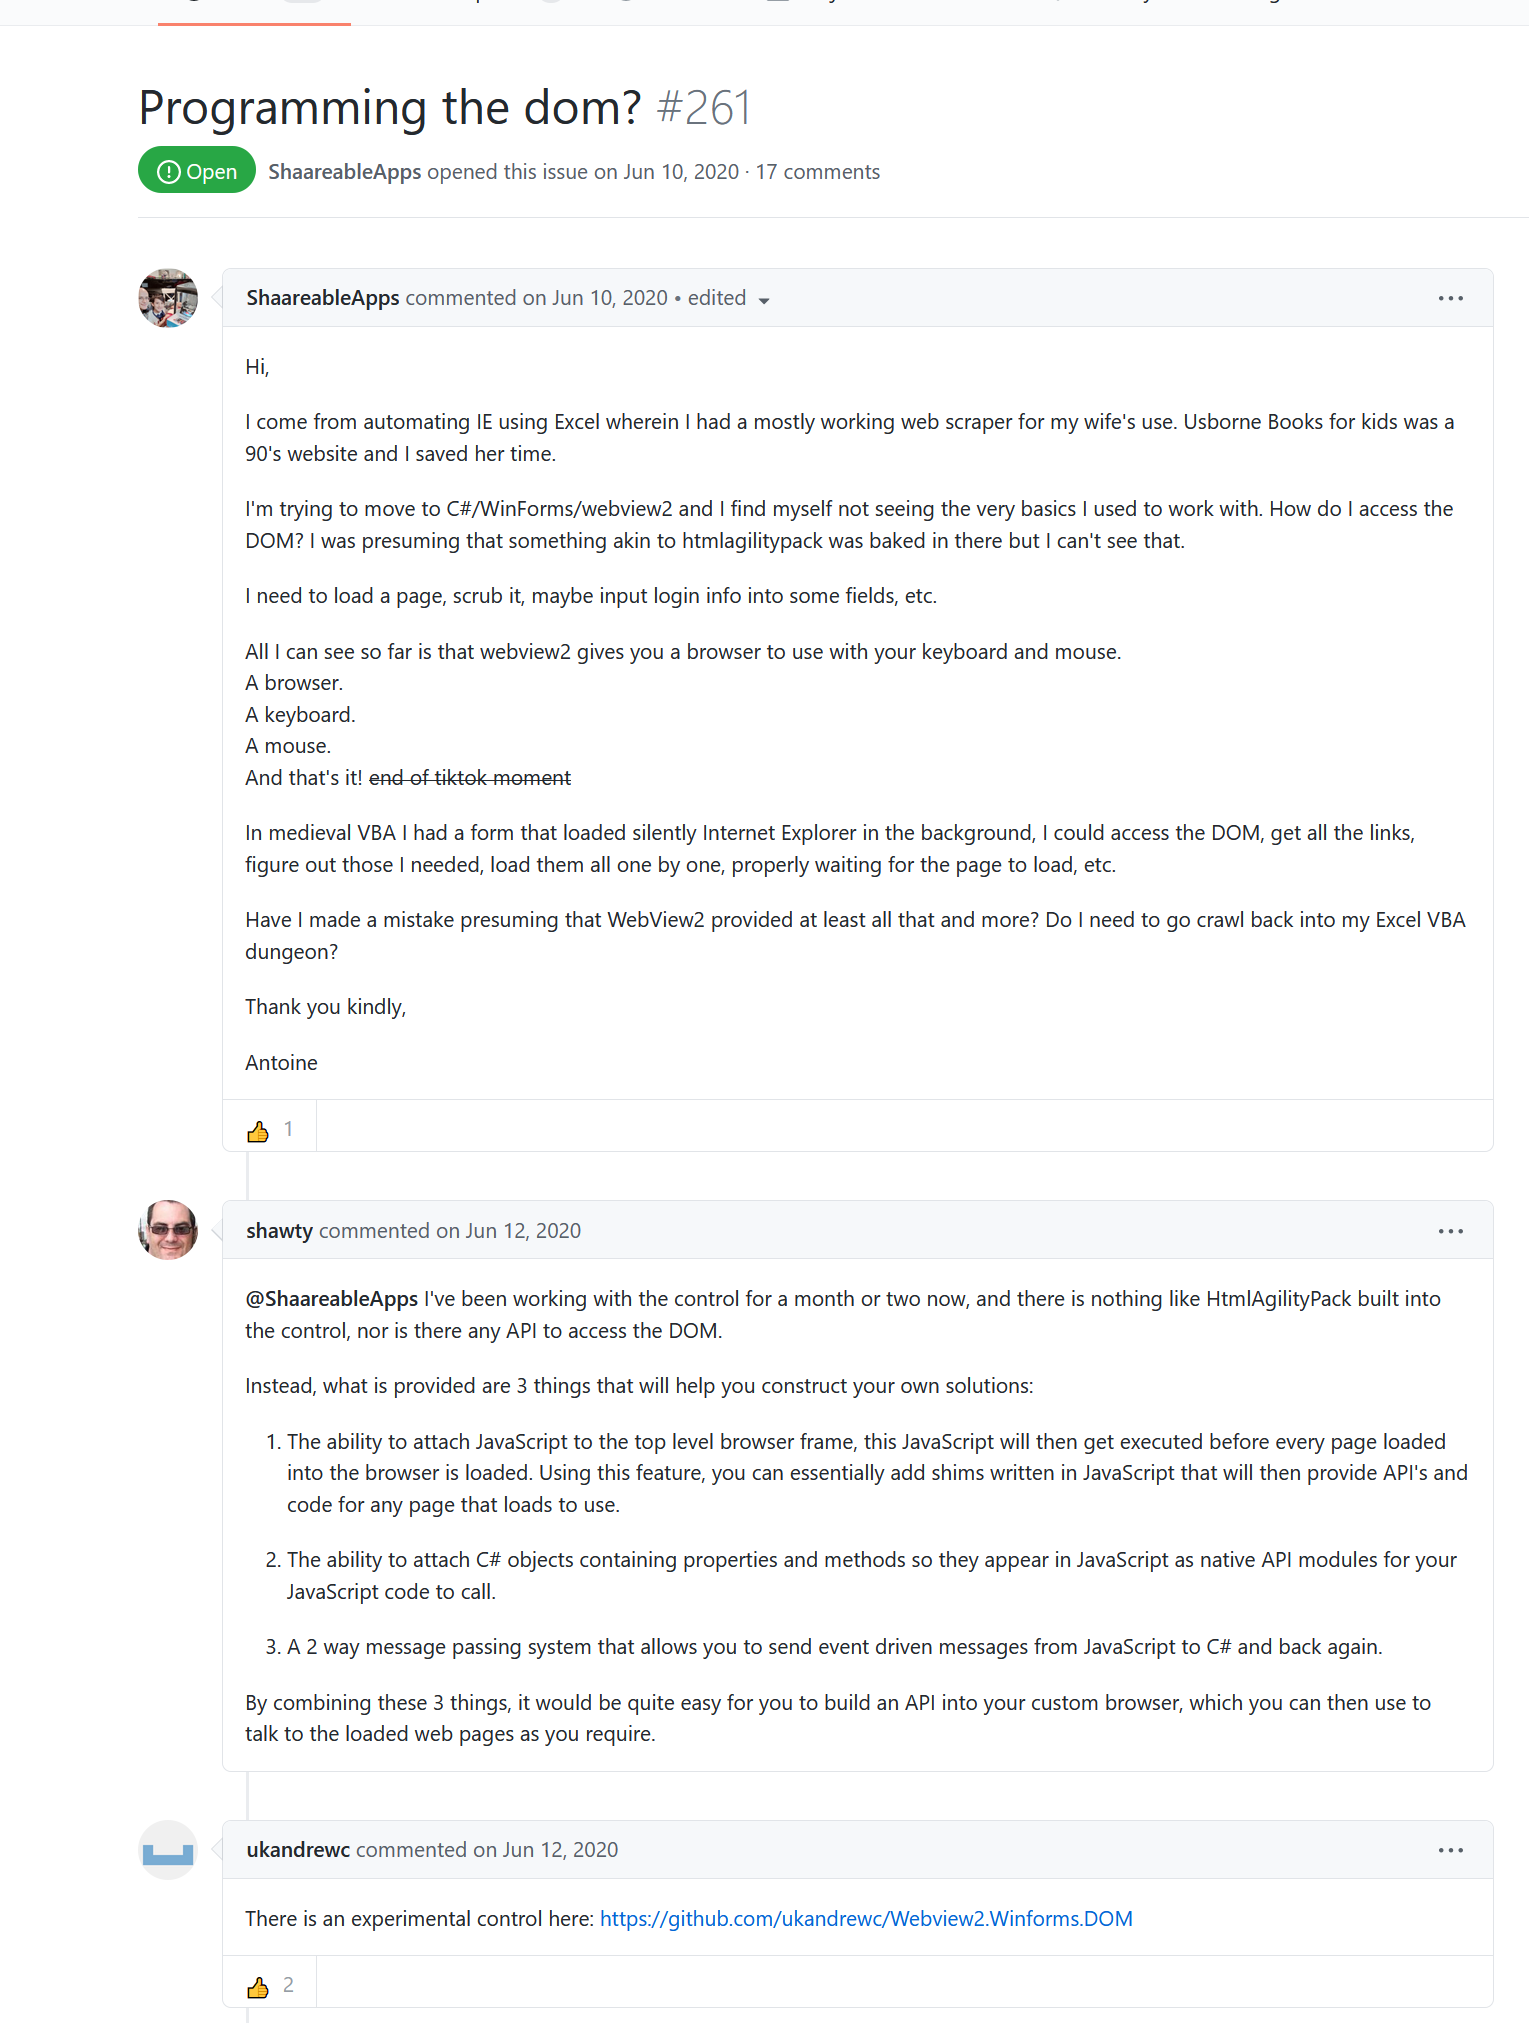 Programming the dom? #261
Open ShaareableApps opened this issue on Jun 10, 2020 · 17 comments
ShaareableApps commented on Jun 10, 2020 • edited
Hi,
I come from automating IE using Excel wherein I had a mostly working web scraper for my wife's use. Usborne Books for kids was a
90's website and I saved her time.
I'm trying to move to C#/WinForms/webview2 and I find myself not seeing the very basics I used to work with. How do I access the
DOM? I was presuming that something akin to htmlagilitypack was baked in there but I can't see that.
I need to load a page, scrub it, maybe input login info into some fields, etc.
All I can see so far is that webview2 gives you a browser to use with your keyboard and mouse.
A browser.
A keyboard.
A mouse.
And that's it! end of tiktok moment
In medieval VBA I had a form that loaded silently Internet Explorer in the background, I could access the DOM, get all the links,
figure out those I needed, load them all one by one, properly waiting for the page to load, etc.
Have I made a mistake presuming that WebView2 provided at least all that and more? Do I need to go crawl back into my Excel VBA
dungeon?
Thank you kindly,
Antoine
1
shawty commented on Jun 12, 2020
@ShaareableApps I've been working with the control for a month or two now, and there is nothing like HtmlAgilityPack built into
the control, nor is there any API to access the DOM.
Instead, what is provided are 3 things that will help you construct your own solutions:
1. The ability to attach JavaScript to the top level browser frame, this JavaScript will then get executed before every page loaded
into the browser is loaded. Using this feature, you can essentially add shims written in JavaScript that will then provide API's and
code for any page that loads to use.
2. The ability to attach C# objects containing properties and methods so they appear in JavaScript as native API modules for your
JavaScript code to call.
3. A 2 way message passing system that allows you to send event driven messages from JavaScript to C# and back again.
By combining these 3 things, it would be quite easy for you to build an API into your custom browser, which you can then use to
talk to the loaded web pages as you require.
ukandrewc commented on Jun 12, 2020
There is an experimental control here: https://github.com/ukandrewc/Webview2.Winforms.DOM
2